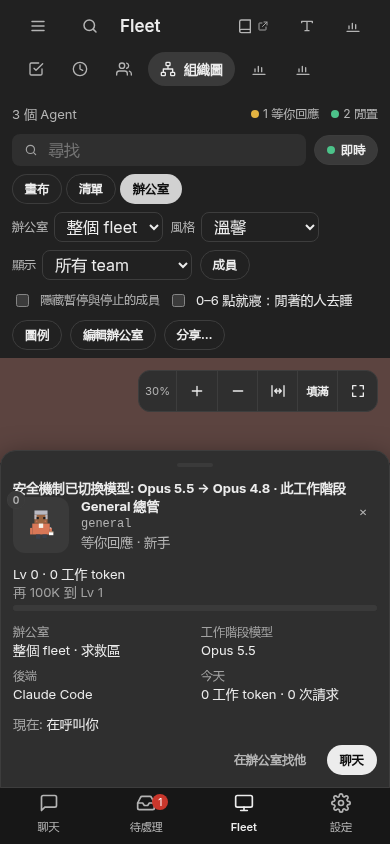 Fleet
組織圖
3 個 Agent
1 等你回應 2 閒置
尋找
即時
畫布 清單 辦公室
辦公室 整個 fleet 風格 溫馨
顯示 所有 team 成員
隱藏暫停與停止的成員 0–6 點就寢：閒著的人去睡
圖例 編輯辦公室 分享…
30% 填滿
安全機制已切換模型: Opus 5.5 → Opus 4.8 · 此工作階段
0
General 總管
general
等你回應 · 新手
Lv 0 · 0 工作 token
再 100K 到 Lv 1
辦公室 工作階段模型
整個 fleet · 求救區 Opus 5.5
後端 今天
Claude Code 0 工作 token · 0 次請求
現在: 在呼叫你
在辦公室找他 聊天
1
聊天 待處理 Fleet 設定